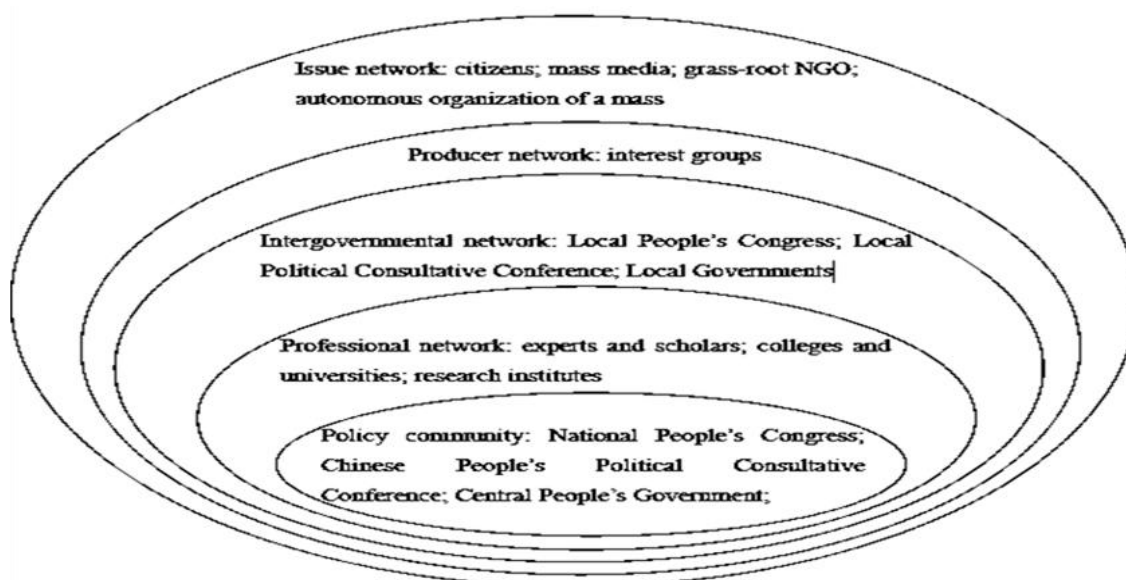 Issue network: citizens; mass media; grass-root NGO;
autonomous organization of a mass
Producer network: interest groups
Intergovernmental network: Local People's Congress; Local
Political Consultative Conference; Local Governments
Professional network: experts and scholars; colleges and
universities; research institutes
Policy community: National People's Congress;
Chinese People's Political Consultative
Conference; Central People's Government;